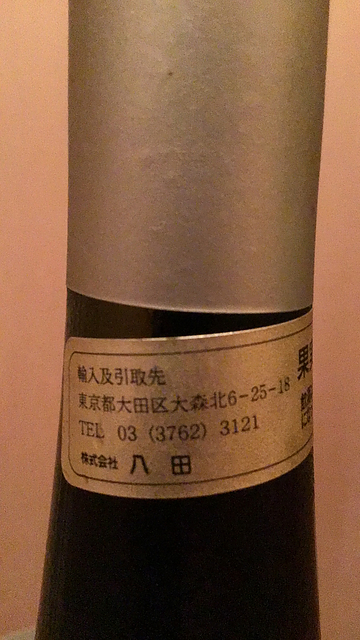 輸入及引取先
東京都大田区大森北6-25-18
TEL 03 (3762) 3121
株式会社 八田
果